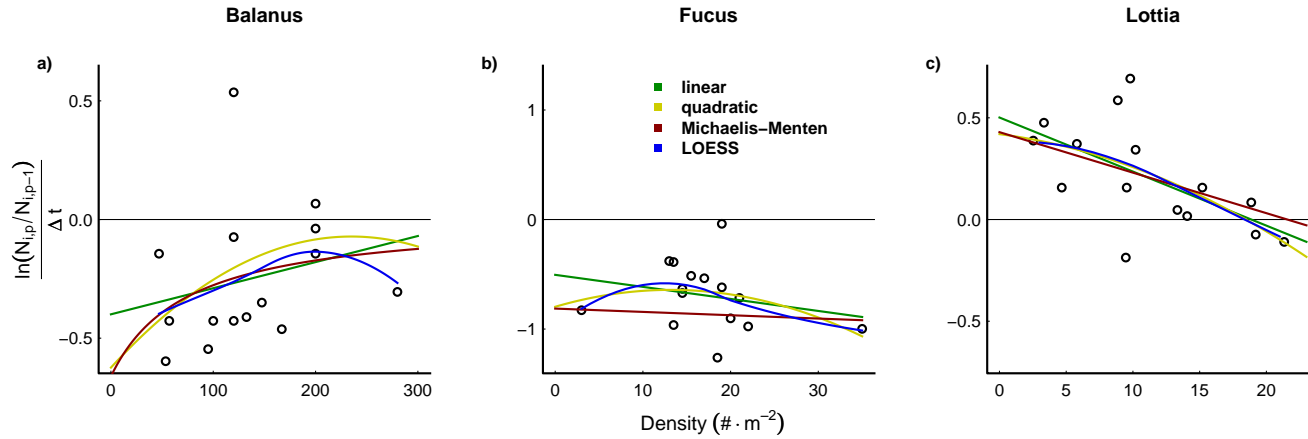 Balanus
Fucus
Lottia
a)
b)
c)
ln(N_{i,p}/N_{i,p−1})
Δ t
0.5
0.0
−0.5
0
100
200
300
1
0
−1
0
10
20
30
linear
quadratic
Michaelis−Menten
LOESS
0.5
0.0
−0.5
0
5
10
15
20
Density (# · m⁻²)